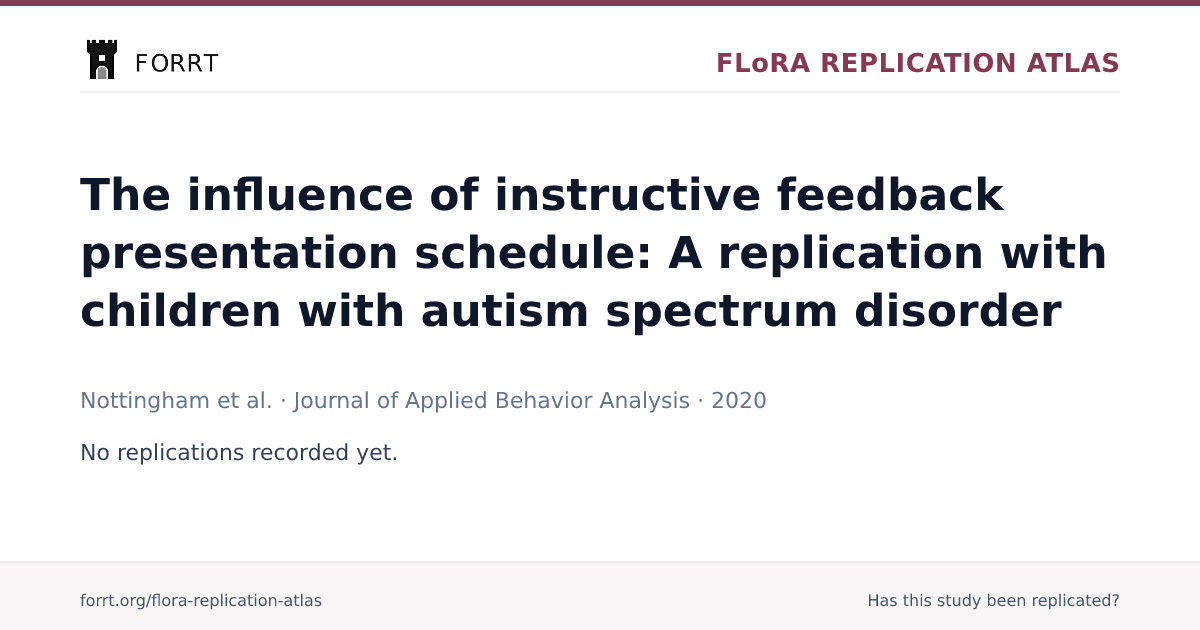 FORRT
FLoRA REPLICATION ATLAS
The influence of instructive feedback
presentation schedule: A replication with
children with autism spectrum disorder
Nottingham et al. · Journal of Applied Behavior Analysis · 2020
No replications recorded yet.
forrt.org/flora-replication-atlas
Has this study been replicated?